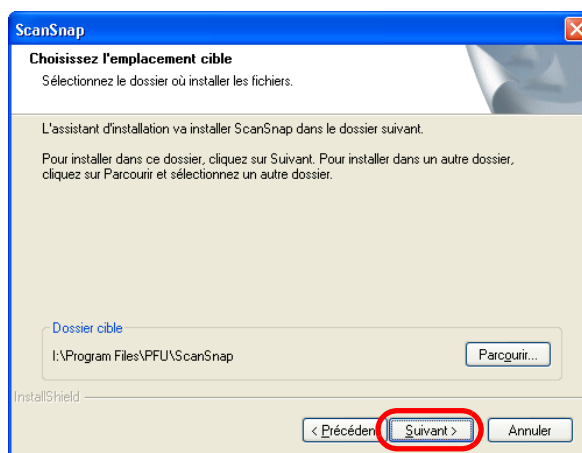 ScanSnap
Choisissez l'emplacement cible
Sélectionnez le dossier où installer les fichiers.
L'assistant d'installation va installer ScanSnap dans le dossier suivant.
Pour installer dans ce dossier, cliquez sur Suivant. Pour installer dans un autre dossier,
cliquez sur Parcourir et sélectionnez un autre dossier.
Dossier cible
I:\Program Files\PFU\ScanSnap
Parcourir...
InstallShield
< Précéden Suivant > Annuler